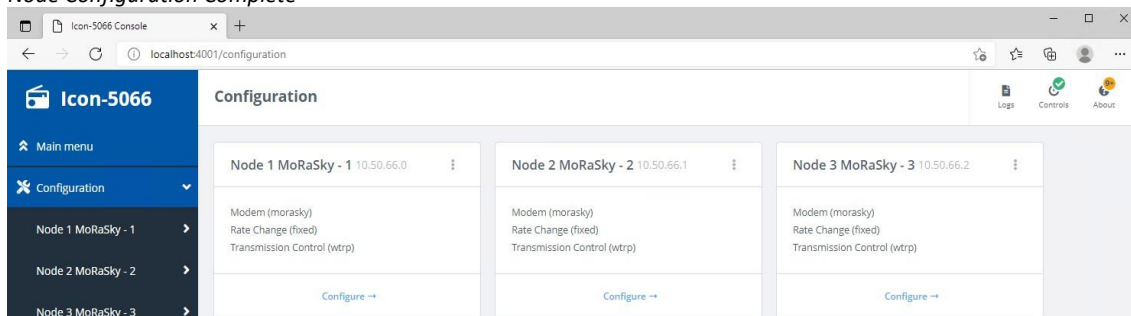 Node Configuration Complete
Icon-5066 Console
localhost:4001/configuration
Icon-5066
Configuration
Logs
Controls
9+
About
Main menu
Configuration
Node 1 MoRaSky - 1
Node 2 MoRaSky - 2
Node 3 MoRaSky - 3
Node 1 MoRaSky - 1 10.50.66.0
Modem (morasky)
Rate Change (fixed)
Transmission Control (wtrp)
Configure →
Node 2 MoRaSky - 2 10.50.66.1
Modem (morasky)
Rate Change (fixed)
Transmission Control (wtrp)
Configure →
Node 3 MoRaSky - 3 10.50.66.2
Modem (morasky)
Rate Change (fixed)
Transmission Control (wtrp)
Configure →